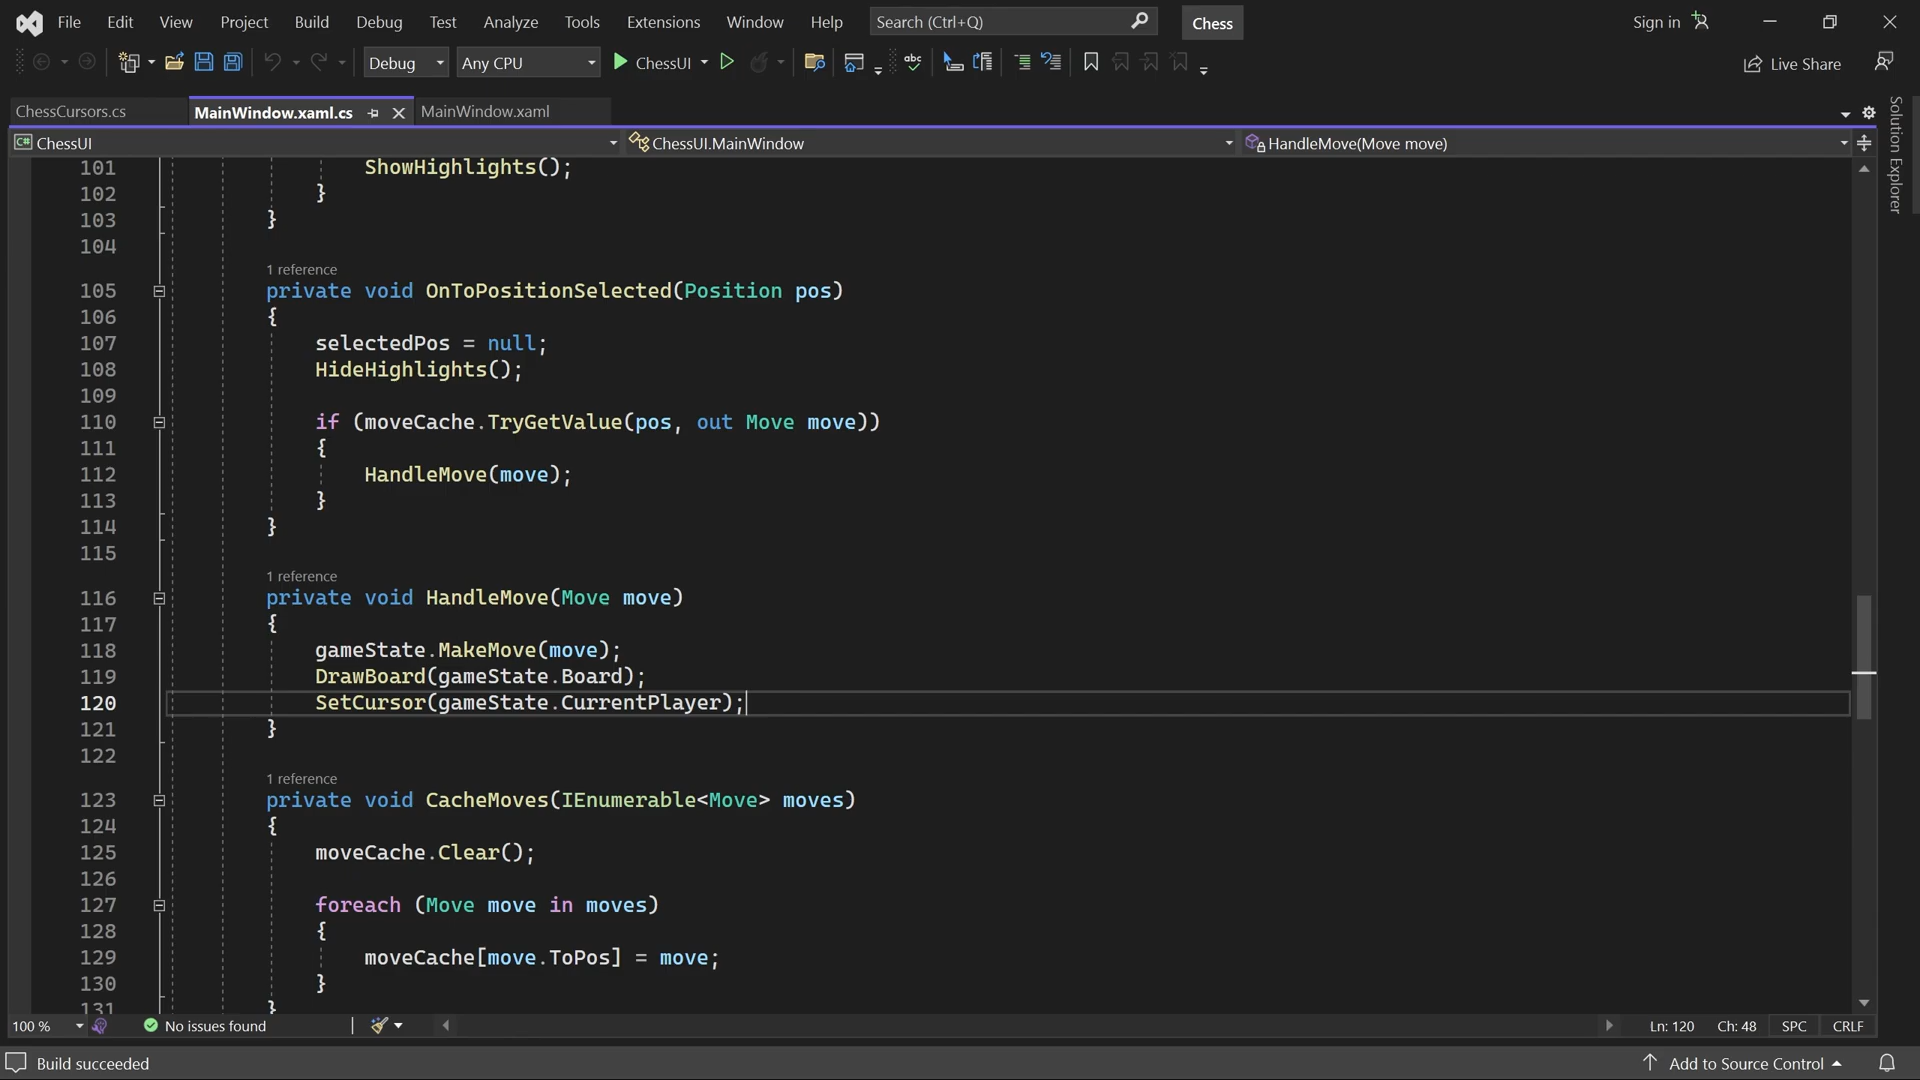 File Edit View Project Build Debug Test Analyze Tools Extensions Window Help Search (Ctrl+Q) Chess Sign in
Debug Any CPU ChessUI Live Share
ChessCursors.cs MainWindow.xaml.cs MainWindow.xaml
Solution Explorer
C# ChessUI ChessUI.MainWindow HandleMove(Move move)
101 ShowHighlights();
102 }
103 }
104
1 reference
105 private void OnToPositionSelected(Position pos)
106 {
107 selectedPos = null;
108 HideHighlights();
109
110 if (moveCache.TryGetValue(pos, out Move move))
111 {
112 HandleMove(move);
113 }
114 }
115
1 reference
116 private void HandleMove(Move move)
117 {
118 gameState.MakeMove(move);
119 DrawBoard(gameState.Board);
120 SetCursor(gameState.CurrentPlayer);
121 }
122
1 reference
123 private void CacheMoves(IEnumerable<Move> moves)
124 {
125 moveCache.Clear();
126
127 foreach (Move move in moves)
128 {
129 moveCache[move.ToPos] = move;
130 }
131 }
100 % No issues found Ln: 120 Ch: 48 SPC CRLF
Build succeeded Add to Source Control